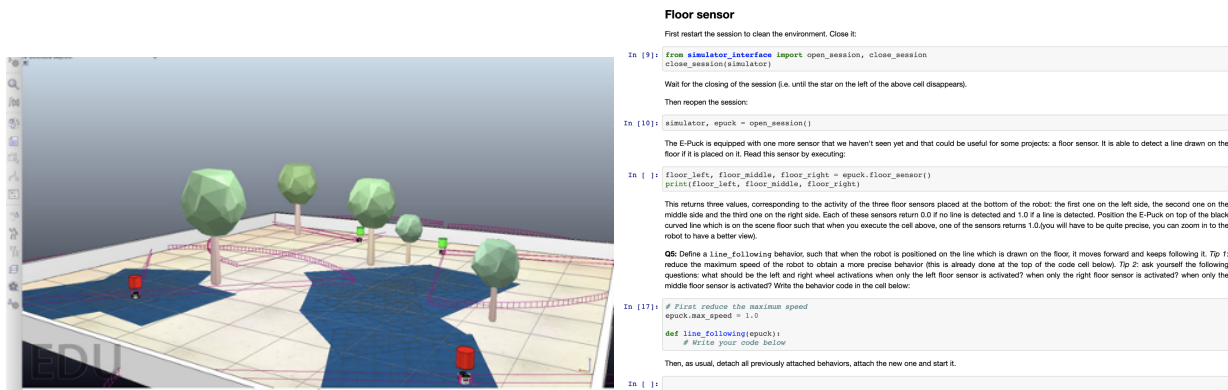 EDU
Floor sensor
First restart the session to clean the environment. Close it:
In [9]: from simulator_interface import open_session, close_session
close_session(simulator)
Wait for the closing of the session (i.e. until the star on the left of the above cell disappears).
Then reopen the session:
In [10]: simulator, epuck = open_session()
The E-Puck is equipped with one more sensor that we haven't seen yet and that could be useful for some projects: a floor sensor. It is able to detect a line drawn on the
floor if it is placed on it. Read this sensor by executing:
In [ ]: floor_left, floor_middle, floor_right = epuck.floor_sensor()
print(floor_left, floor_middle, floor_right)
This returns three values, corresponding to the activity of the three floor sensors placed at the bottom of the robot: the first one on the left side, the second one on the
middle side and the third one on the right side. Each of these sensors return 0.0 if no line is detected and 1.0 if a line is detected. Position the E-Puck on top of the black
curved line which is on the scene floor such that when you execute the cell above, one of the sensors returns 1.0.(you will have to be quite precise, you can zoom in to the
robot to have a better view).
Q5: Define a line_following behavior, such that when the robot is positioned on the line which is drawn on the floor, it moves forward and keeps following it. Tip 1:
reduce the maximum speed of the robot to obtain a more precise behavior (this is already done at the top of the code cell below). Tip 2: ask yourself the following
questions: what should be the left and right wheel activations when only the left floor sensor is activated? when only the right floor sensor is activated? when only the
middle floor sensor is activated? Write the behavior code in the cell below:
In [17]: # First reduce the maximum speed
epuck.max_speed = 1.0
def line_following(epuck):
# Write your code below
Then, as usual, detach all previously attached behaviors, attach the new one and start it.
In [ ]: